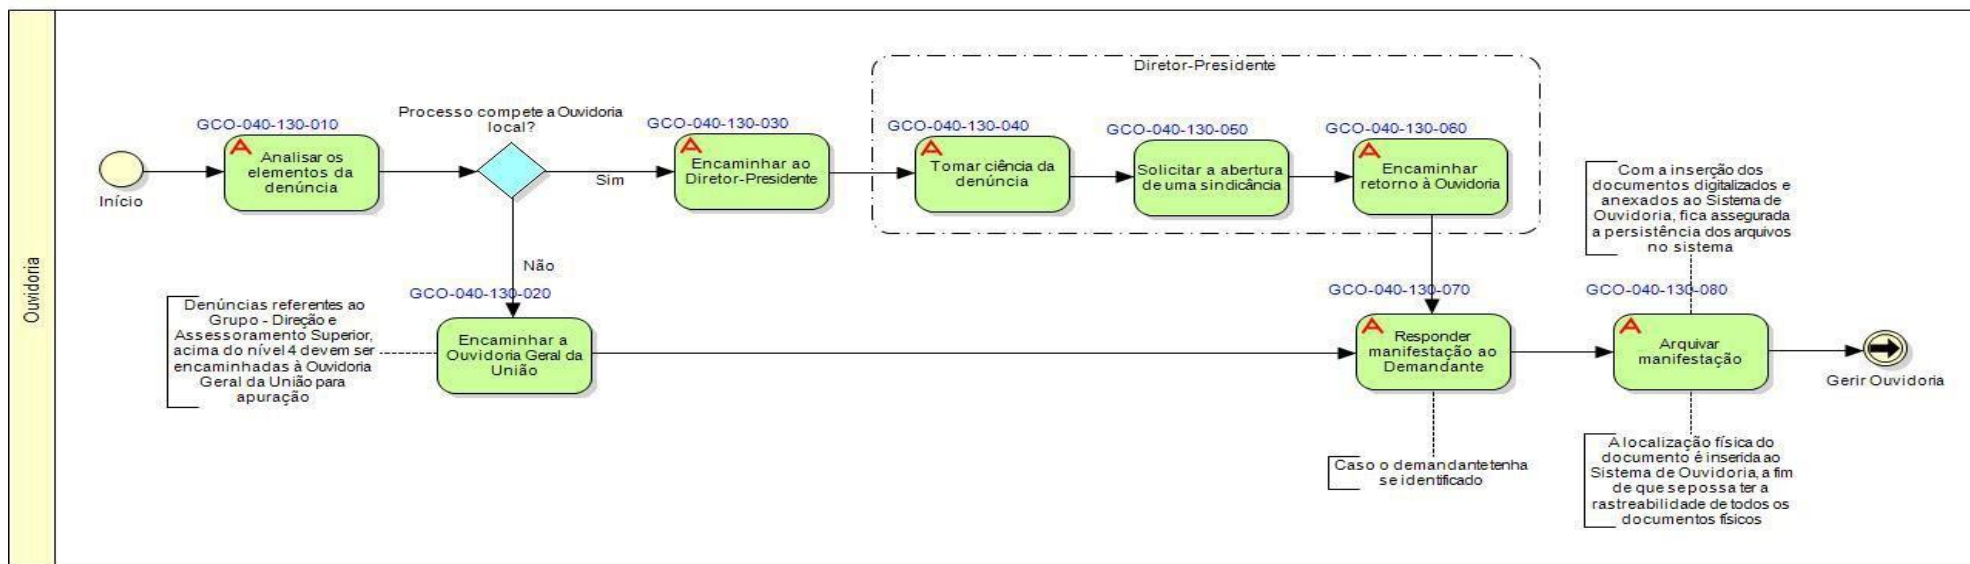 Ouvidoria
Início
GCO-040-130-010
Analisar os
elementos da
denúncia
Processo compete a Ouvidoria
local?
Sim
Não
GCO-040-130-030
Encaminhar ao
Diretor-Presidente
Diretor-Presidente
GCO-040-130-040
Tomar ciência da
denúncia
GCO-040-130-050
Solicitar a abertura
de uma sindicância
GCO-040-130-060
Encaminhar
retorno à Ouvidoria
Com a inserção dos
documentos digitalizados e
anexados ao Sistema de
Ouvidoria, fica assegurada
a persistência dos arquivos
no sistema
Denúncias referentes ao
Grupo - Direção e
Assessoramento Superior,
acima do nível 4 devem ser
encaminhadas à Ouvidoria
Geral da União para
apuração
GCO-040-130-020
Encaminhar a
Ouvidoria Geral da
União
GCO-040-130-070
Responder
manifestação ao
Demandante
Caso o demandante tenha
se identificado
GCO-040-130-080
Arquivar
manifestação
A localização física do
documento é inserida ao
Sistema de Ouvidoria, a fim
de que se possa ter a
rastreabilidade de todos os
documentos físicos
Gerir Ouvidoria